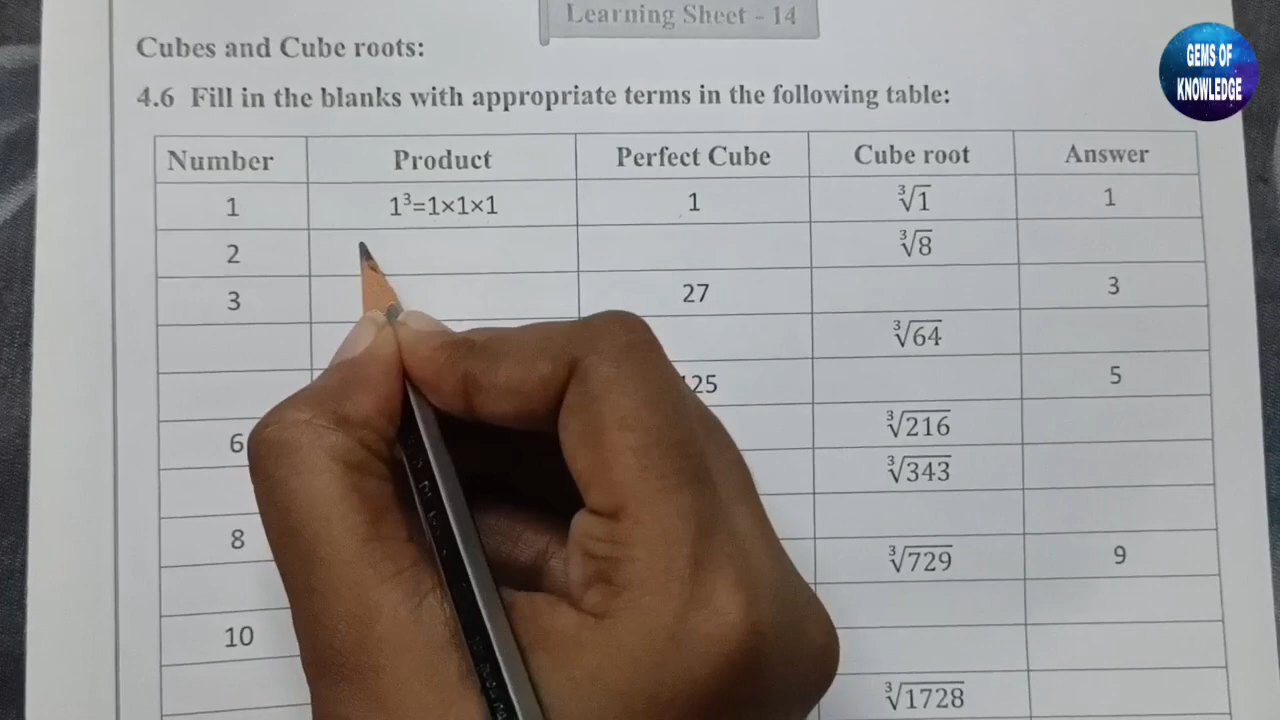 Learning Sheet - 14
GEMS OF
KNOWLEDGE
Cubes and Cube roots:
4.6 Fill in the blanks with appropriate terms in the following table:
Number Product Perfect Cube Cube root Answer
1 1³=1×1×1 1 ∛1 1
2 ∛8
3 27 3
∛64
125 5
6 ∛216
∛343
8
∛729 9
10
∛1728